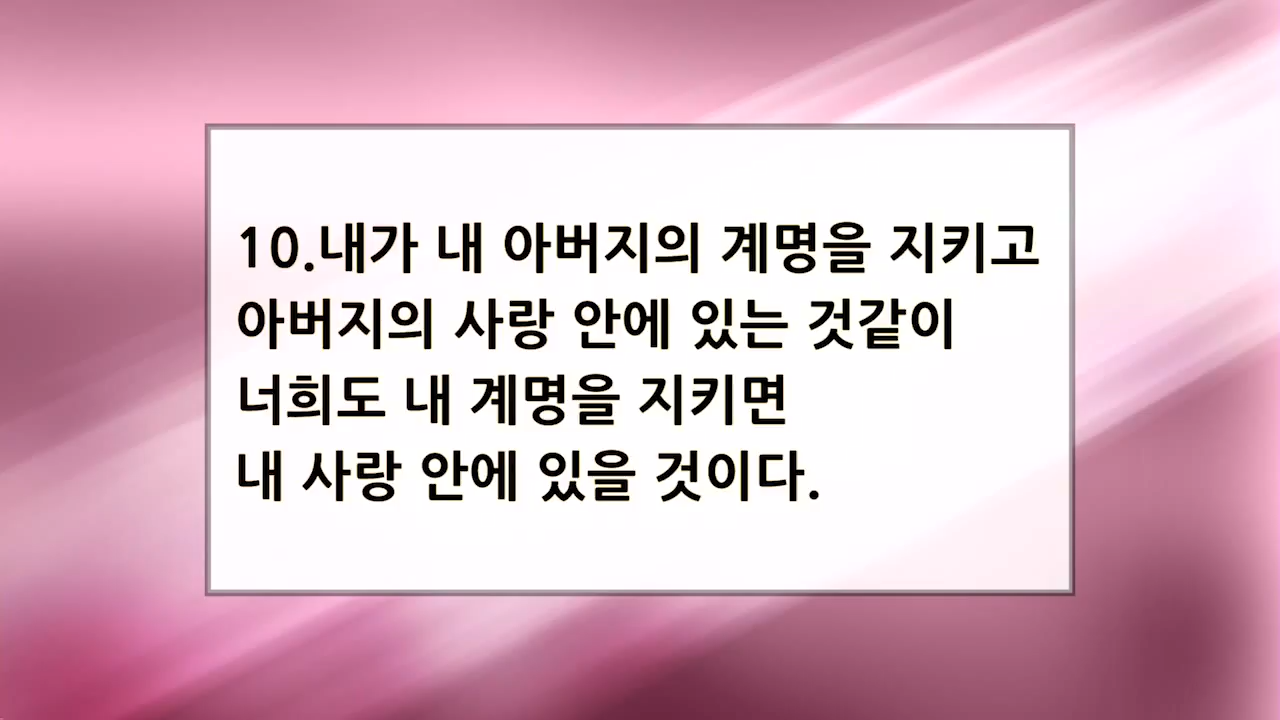 10.내가 내 아버지의 계명을 지키고
아버지의 사랑 안에 있는 것같이
너희도 내 계명을 지키면
내 사랑 안에 있을 것이다.